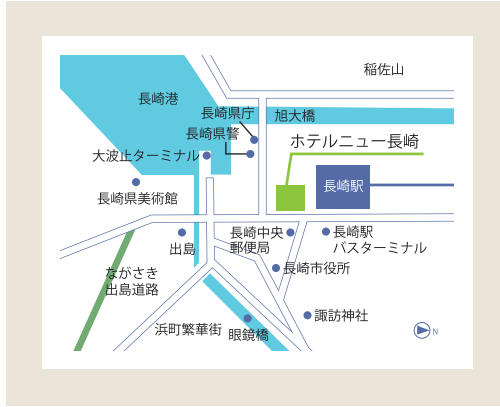 稲佐山
長崎港
長崎県庁
旭大橋
長崎県警
ホテルニュー長崎
大波止ターミナル
長崎駅
長崎県美術館
長崎中央
郵便局
長崎駅
バスターミナル
出島
ながさき
出島道路
長崎市役所
諏訪神社
浜町繁華街
眼鏡橋
N